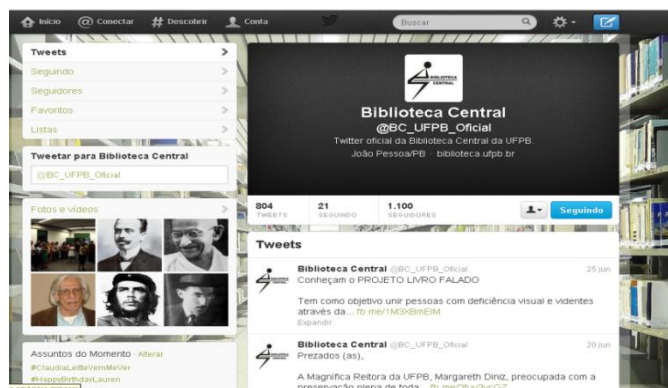 Início @ Conectar # Descobrir Conta Buscar
Tweets
Seguindo
Seguidores
Favoritos
Listas
Tweetar para Biblioteca Central
@BC_UFPB_Oficial
Fotos e vídeos
Assuntos do Momento · Alterar
#ClaudiaLeitteVemMeVer
#HappyBirthdayLauren
BIBLIOTECA
CENTRAL
Biblioteca Central
@BC_UFPB_Oficial
Twitter oficial da Biblioteca Central da UFPB.
João Pessoa/PB · biblioteca.ufpb.br
804 21 1.100
TWEETS SEGUINDO SEGUIDORES
Seguindo
Tweets
Biblioteca Central @BC_UFPB_Oficial 25 jun
Conheçam o PROJETO LIVRO FALADO
Tem como objetivo unir pessoas com deficiência visual e videntes
através da... fb.me/1M3XBmEIM
Expandir
Biblioteca Central @BC_UFPB_Oficial 20 jun
Prezados (as),
A Magnífica Reitora da UFPB, Margareth Diniz, preocupada com a
preservação plena de toda...